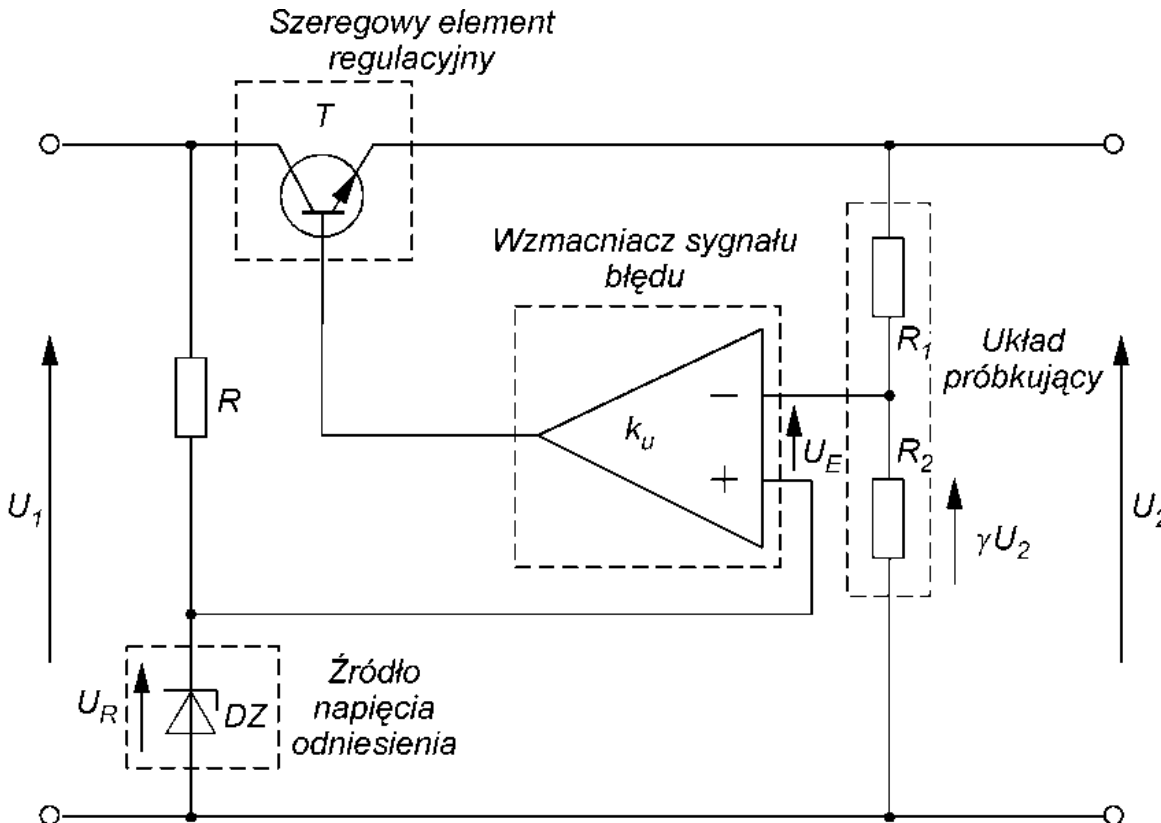 Szeregowy element
regulacyjny
T
Wzmacniacz sygnału
błędu
R1
Układ
próbkujący
R
−
ku
UE
R2
+
U1
γU2
U2
Źródło
napięcia
odniesienia
UR
DZ